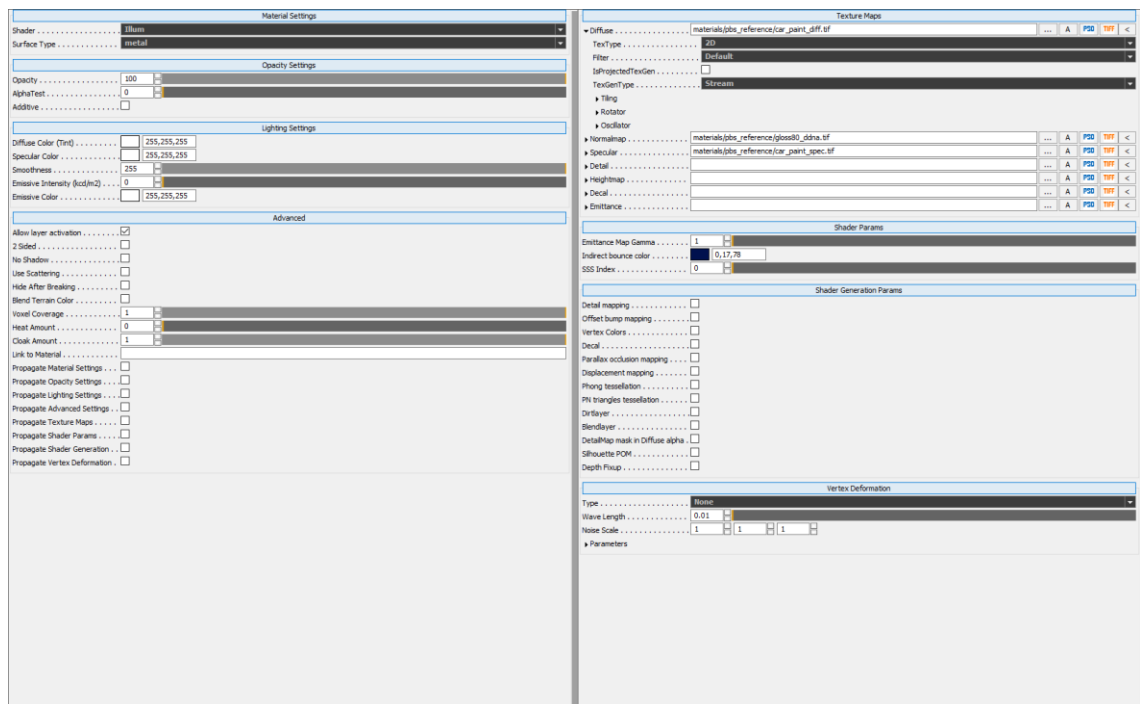 Material Settings
Shader Illum
Surface Type metal
Opacity Settings
Opacity 100
AlphaTest 0
Additive
Lighting Settings
Diffuse Color (Tint) 255,255,255
Specular Color 255,255,255
Smoothness 255
Emissive Intensity (kcd/m2) 0
Emissive Color 255,255,255
Advanced
Allow layer activation
2 Sided
No Shadow
Use Scattering
Hide After Breaking
Blend Terrain Color
Voxel Coverage 1
Heat Amount 0
Cloak Amount 1
Link to Material
Propagate Material Settings
Propagate Opacity Settings
Propagate Lighting Settings
Propagate Advanced Settings
Propagate Texture Maps
Propagate Shader Params
Propagate Shader Generation
Propagate Vertex Deformation
Texture Maps
Diffuse materials/pbs_reference/car_paint_diff.tif ... A PSD TIFF <
TexType 2D
Filter Default
IsProjectedTexGen
TexGenType Stream
Tiling
Rotator
Oscillator
Normalmap materials/pbs_reference/gloss80_ddna.tif ... A PSD TIFF <
Specular materials/pbs_reference/car_paint_spec.tif ... A PSD TIFF <
Detail ... A PSD TIFF <
Heightmap ... A PSD TIFF <
Decal ... A PSD TIFF <
Emittance ... A PSD TIFF <
Shader Params
Emittance Map Gamma 1
Indirect bounce color 0,17,78
SSS Index 0
Shader Generation Params
Detail mapping
Offset bump mapping
Vertex Colors
Decal
Parallax occlusion mapping
Displacement mapping
Phong tessellation
PN triangles tessellation
Dirtlayer
Blendlayer
DetailMap mask in Diffuse alpha
Silhouette POM
Depth Fixup
Vertex Deformation
Type None
Wave Length 0.01
Noise Scale 1 1 1
Parameters